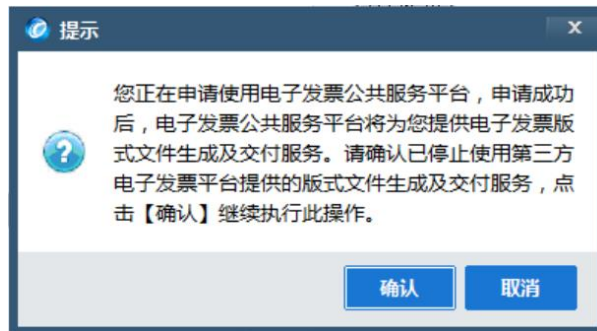 提示
您正在申请使用电子发票公共服务平台，申请成功
后，电子发票公共服务平台将为您提供电子发票版
式文件生成及交付服务。请确认已停止使用第三方
电子发票平台提供的版式文件生成及交付服务，点
击【确认】继续执行此操作。
确认 取消